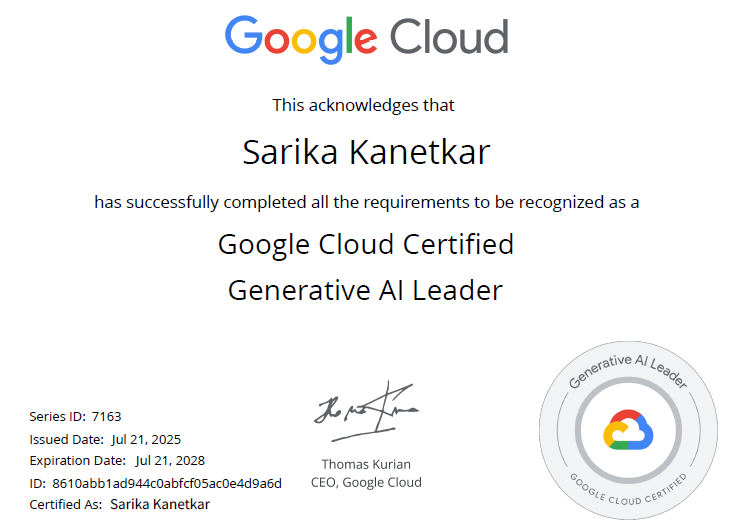 Google Cloud
This acknowledges that
Sarika Kanetkar
has successfully completed all the requirements to be recognized as a
Google Cloud Certified
Generative AI Leader
Series ID: 7163
Issued Date: Jul 21, 2025
Expiration Date: Jul 21, 2028
ID: 8610abb1ad944c0abfcf05ac0e4d9a6d
Certified As: Sarika Kanetkar
Thomas Kurian
CEO, Google Cloud
Generative AI Leader
GOOGLE CLOUD CERTIFIED